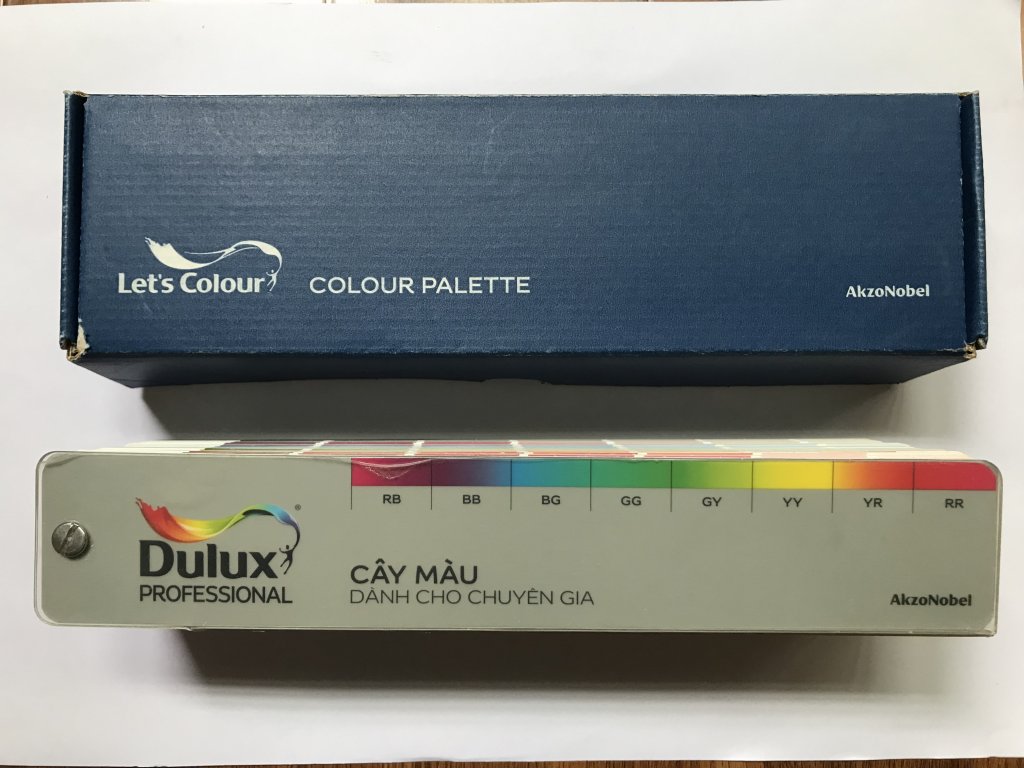 Let's Colour
COLOUR PALETTE
AkzoNobel
RB BB BG GG GY YY YR RR
Dulux®
PROFESSIONAL
CÂY MÀU
DÀNH CHO CHUYÊN GIA
AkzoNobel